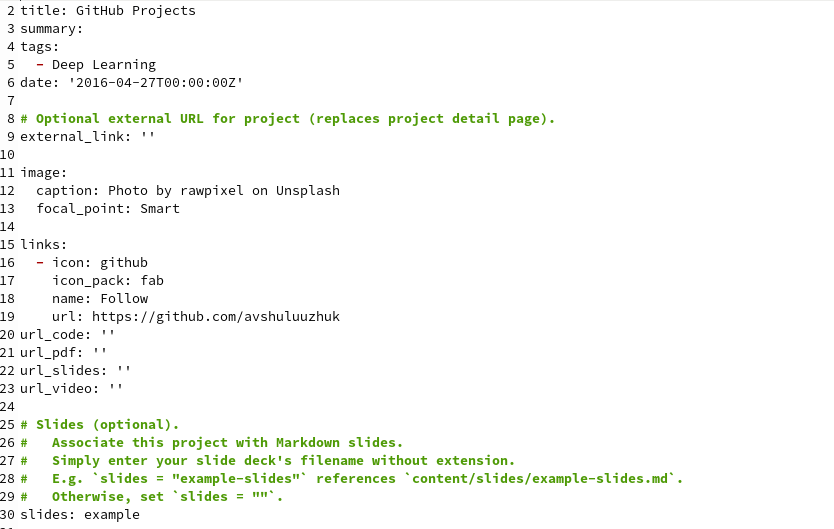 2 title: GitHub Projects
3 summary:
4 tags:
5   - Deep Learning
6 date: '2016-04-27T00:00:00Z'
7
8 # Optional external URL for project (replaces project detail page).
9 external_link: ''
10
11 image:
12   caption: Photo by rawpixel on Unsplash
13   focal_point: Smart
14
15 links:
16   - icon: github
17     icon_pack: fab
18     name: Follow
19     url: https://github.com/avshuluuzhuk
20 url_code: ''
21 url_pdf: ''
22 url_slides: ''
23 url_video: ''
24
25 # Slides (optional).
26 #   Associate this project with Markdown slides.
27 #   Simply enter your slide deck's filename without extension.
28 #   E.g. `slides = "example-slides"` references `content/slides/example-slides.md`.
29 #   Otherwise, set `slides = ""`.
30 slides: example